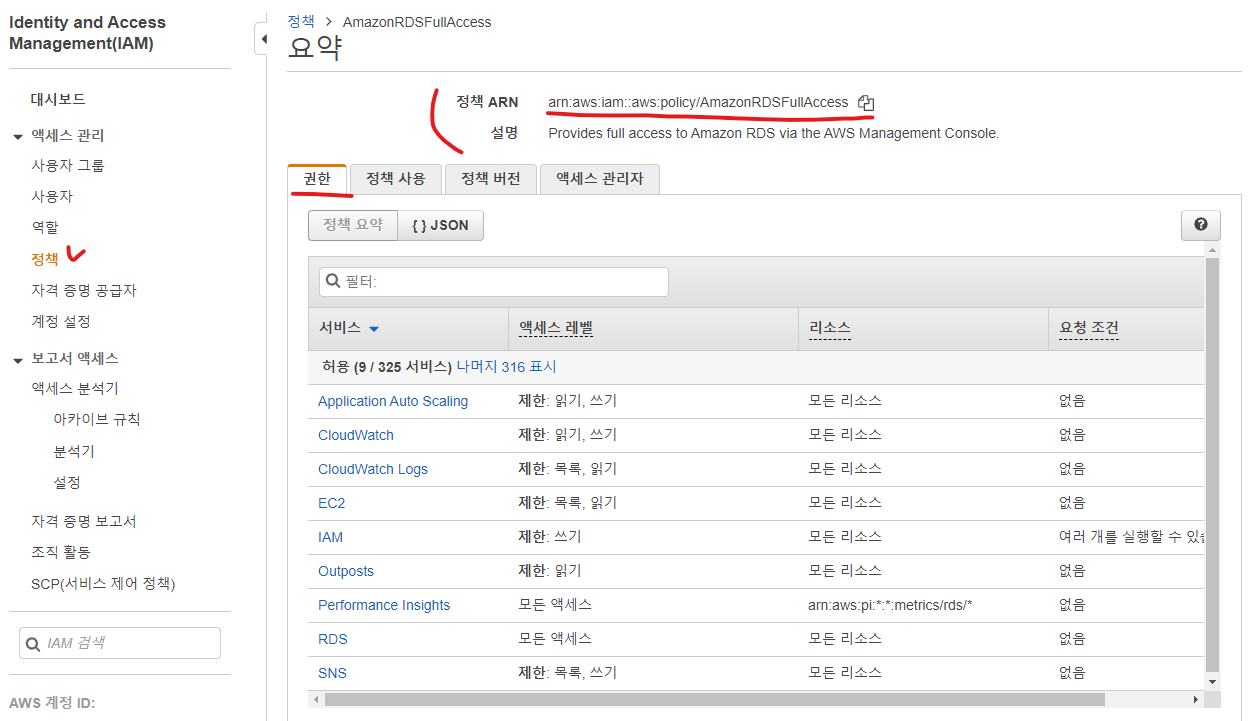 Identity and Access
Management(IAM)
대시보드
액세스 관리
사용자 그룹
사용자
역할
정책
자격 증명 공급자
계정 설정
보고서 액세스
액세스 분석기
아카이브 규칙
분석기
설정
자격 증명 보고서
조직 활동
SCP(서비스 제어 정책)
IAM 검색
AWS 계정 ID:
정책 > AmazonRDSFullAccess
요약
정책 ARN arn:aws:iam::aws:policy/AmazonRDSFullAccess
설명 Provides full access to Amazon RDS via the AWS Management Console.
권한 정책 사용 정책 버전 액세스 관리자
정책 요약 { } JSON ?
필터:
서비스 액세스 레벨 리소스 요청 조건
허용 (9 / 325 서비스) 나머지 316 표시
Application Auto Scaling 제한: 읽기, 쓰기 모든 리소스 없음
CloudWatch 제한: 읽기, 쓰기 모든 리소스 없음
CloudWatch Logs 제한: 목록, 읽기 모든 리소스 없음
EC2 제한: 목록, 읽기 모든 리소스 없음
IAM 제한: 쓰기 모든 리소스 여러 개를 실행할 수 있
Outposts 제한: 읽기 모든 리소스 없음
Performance Insights 모든 액세스 arn:aws:pi:*:*:metrics/rds/* 없음
RDS 모든 액세스 모든 리소스 없음
SNS 제한: 목록, 쓰기 모든 리소스 없음